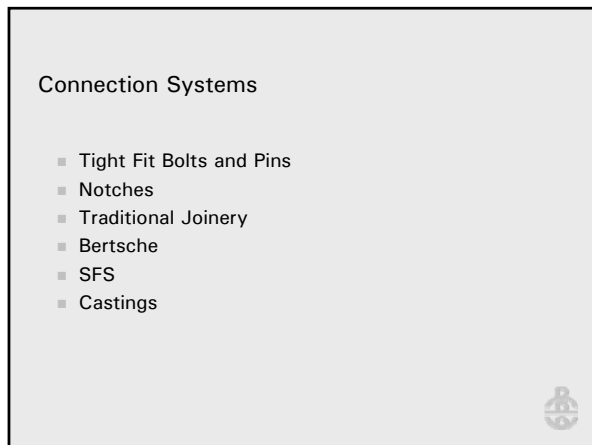 Connection Systems
Tight Fit Bolts and Pins
Notches
Traditional Joinery
Bertsche
SFS
Castings